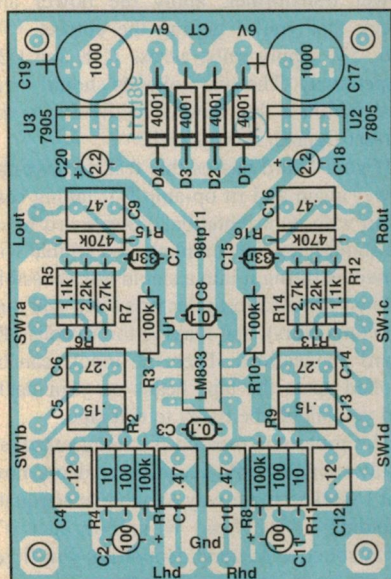 6V CT 6V
C19 1000 1000 C17
U3 7805 4001 4001 4001 4001 U2 7805
C20 2.2 D4 D3 D2 D1 2.2 C18
.47 C9 C16 .47
Lout R15 98tp11 R16 Rout
470k 33n C7 C15 33n 470k
R5 1.1k 2.2k 2.7k R7 C8 R14 2.7k 2.2k 1.1k R12
SW1a 100k U1 0.1 100k SW1c
R6 R3 LM833 R10 R13
C6 .27 .27 C14
C5 .15 .15 C13
SW1b R2 C3 0.1 R9 SW1d
.12 10 100 100k .47 .47 100k 100 10 .12
C4 R4 R1 C1 C10 R8 R11 C12
C2 100 Gnd 100 C11
Lhd Rhd